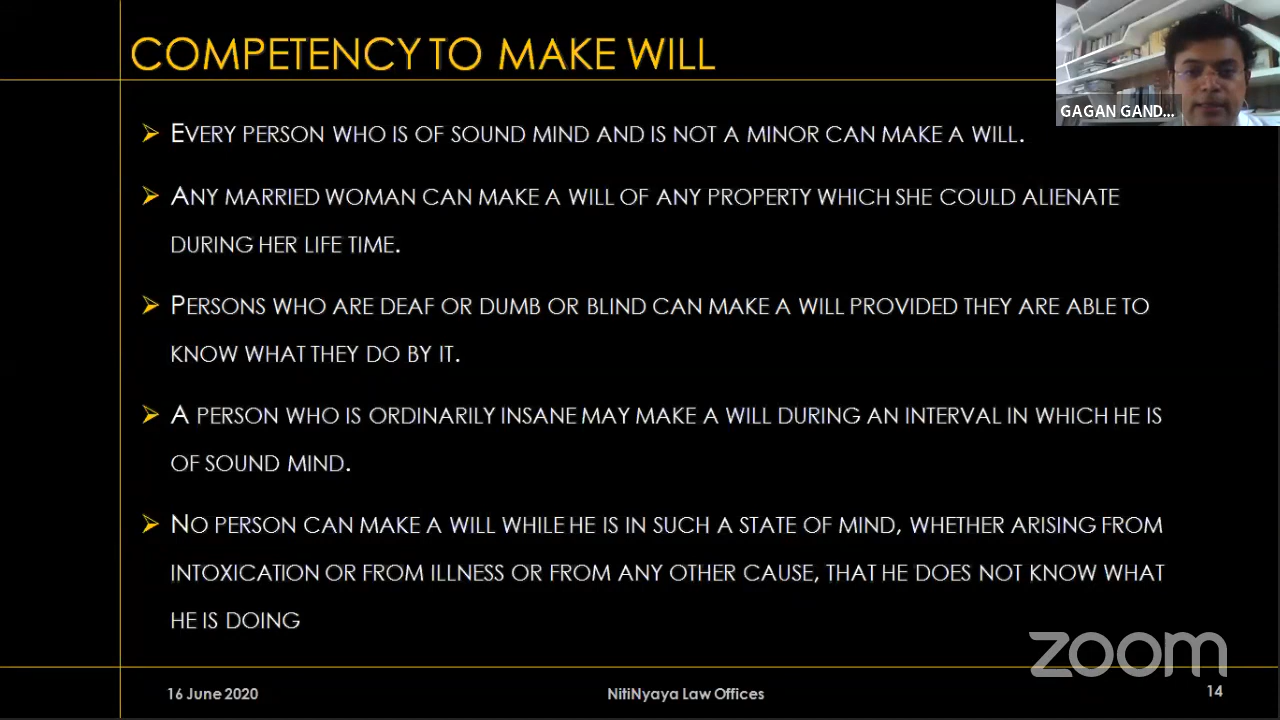 COMPETENCY TO MAKE WILL
GAGAN GAND...
EVERY PERSON WHO IS OF SOUND MIND AND IS NOT A MINOR CAN MAKE A WILL.
ANY MARRIED WOMAN CAN MAKE A WILL OF ANY PROPERTY WHICH SHE COULD ALIENATE
DURING HER LIFE TIME.
PERSONS WHO ARE DEAF OR DUMB OR BLIND CAN MAKE A WILL PROVIDED THEY ARE ABLE TO
KNOW WHAT THEY DO BY IT.
A PERSON WHO IS ORDINARILY INSANE MAY MAKE A WILL DURING AN INTERVAL IN WHICH HE IS
OF SOUND MIND.
NO PERSON CAN MAKE A WILL WHILE HE IS IN SUCH A STATE OF MIND, WHETHER ARISING FROM
INTOXICATION OR FROM ILLNESS OR FROM ANY OTHER CAUSE, THAT HE DOES NOT KNOW WHAT
HE IS DOING
zoom
16 June 2020
NitiNyaya Law Offices
14